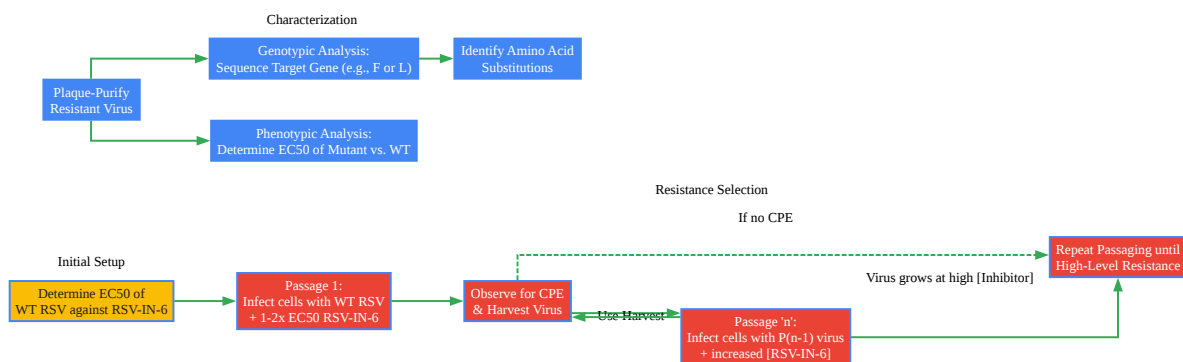 Characterization
Genotypic Analysis:
Sequence Target Gene (e.g., F or L)
Identify Amino Acid
Substitutions
Plaque-Purify
Resistant Virus
Phenotypic Analysis:
Determine EC50 of Mutant vs. WT
Resistance Selection
If no CPE
Repeat Passaging until
High-Level Resistance
Initial Setup
Virus grows at high [Inhibitor]
Determine EC50 of
WT RSV against RSV-IN-6
Passage 1:
Infect cells with WT RSV
+ 1-2x EC50 RSV-IN-6
Observe for CPE
& Harvest Virus
Use Harvest
Passage 'n':
Infect cells with P(n-1) virus
+ increased [RSV-IN-6]